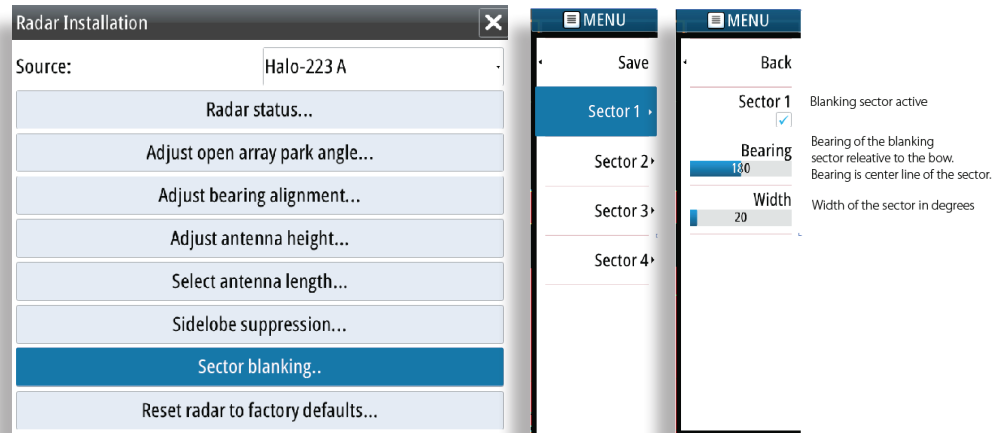 Radar Installation
Source:
Halo-223 A
Radar status...
Adjust open array park angle...
Adjust bearing alignment...
Adjust antenna height...
Select antenna length...
Sidelobe suppression...
Sector blanking..
Reset radar to factory defaults...
MENU
Save
Sector 1
Sector 2
Sector 3
Sector 4
MENU
Back
Sector 1
Blanking sector active
Bearing
180
Bearing of the blanking
sector releative to the bow.
Bearing is center line of the sector.
Width
20
Width of the sector in degrees